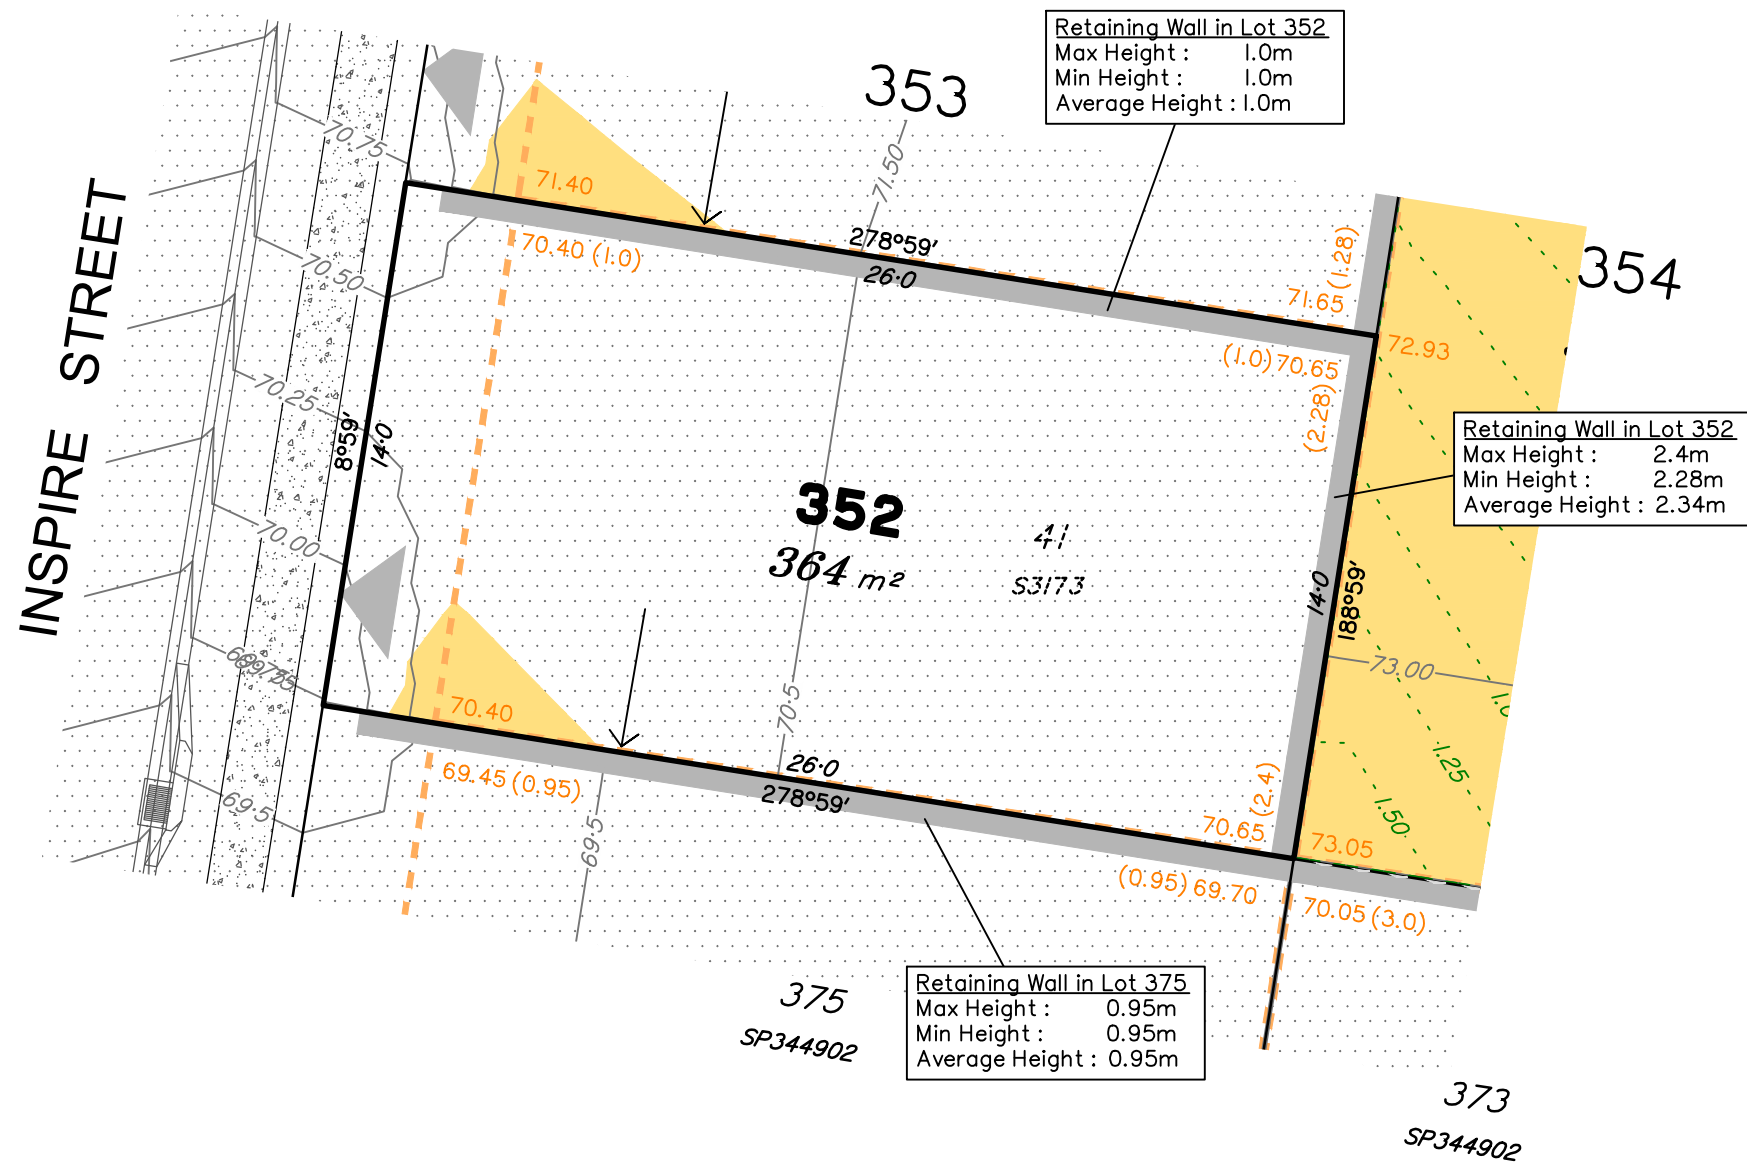 Retaining Wall in Lot 352
Max Height : 1.0m
Min Height : 1.0m
Average Height : 1.0m
353
354
INSPIRE STREET
70.75
71.50
71.40
70.40 (1.0)
278°59'
26·0
(1.28)
71.65
72.93
(1.0) 70.65
(2.28)
70.50
70.25
8°59'
14·0
70.00
Retaining Wall in Lot 352
Max Height : 2.4m
Min Height : 2.28m
Average Height : 2.34m
352
364 m²
41
S3173
14·0
188°59'
73.00
1.25
1.50
70.5
70.40
69.45 (0.95)
69.5
69.5
26·0
278°59'
(2.4)
70.65
73.05
(0.95) 69.70
70.05 (3.0)
Retaining Wall in Lot 375
Max Height : 0.95m
Min Height : 0.95m
Average Height : 0.95m
375
SP344902
373
SP344902